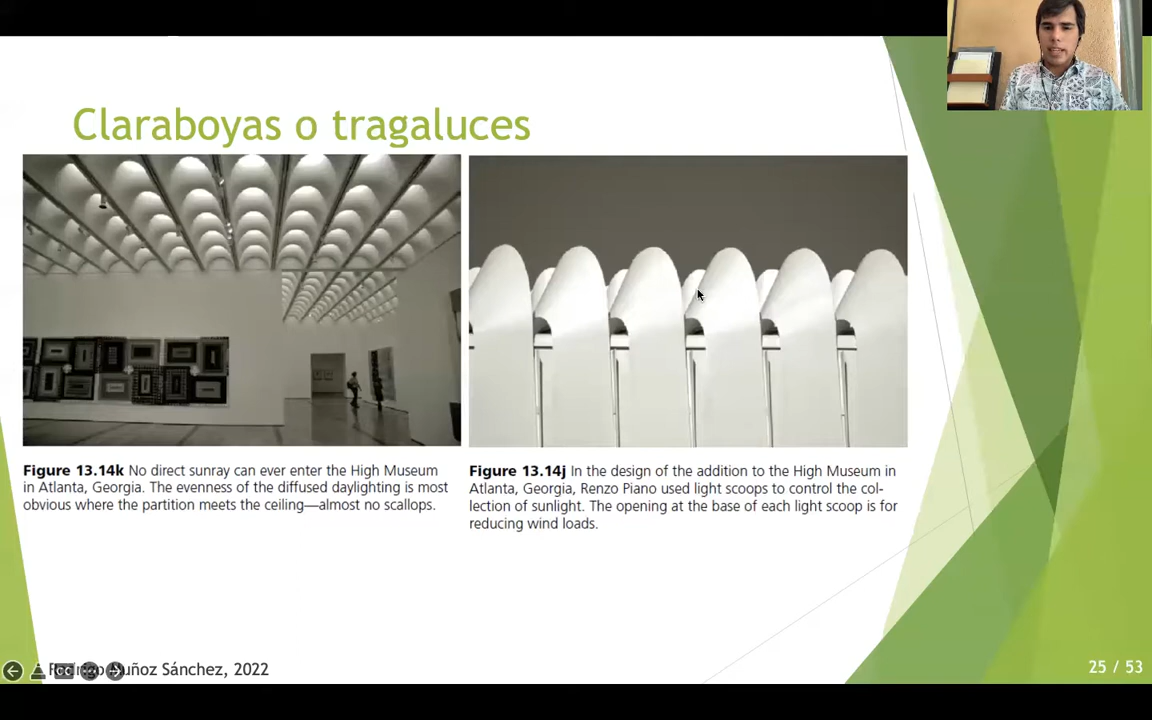 Claraboyas o tragaluces
Figure 13.14k No direct sunray can ever enter the High Museum
in Atlanta, Georgia. The evenness of the diffused daylighting is most
obvious where the partition meets the ceiling—almost no scallops.
Figure 13.14j In the design of the addition to the High Museum in
Atlanta, Georgia, Renzo Piano used light scoops to control the col-
lection of sunlight. The opening at the base of each light scoop is for
reducing wind loads.
Rodrigo Muñoz Sánchez, 2022
25 / 53